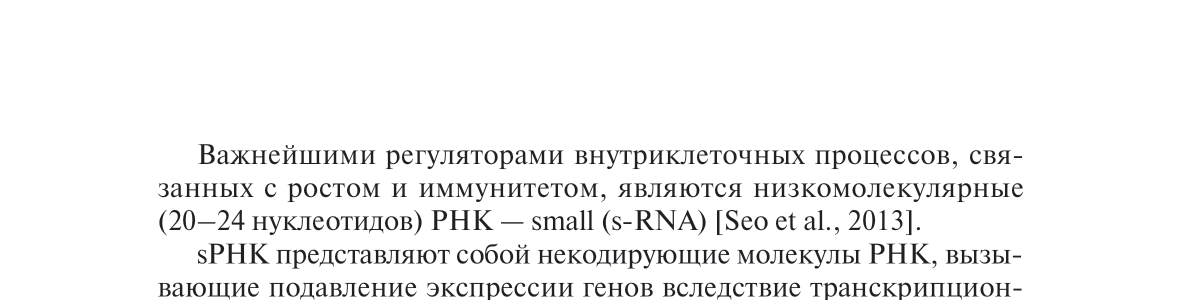 Важнейшими регуляторами внутриклеточных процессов, свя-
занных с ростом и иммунитетом, являются низкомолекулярные
(20—24 нуклеотидов) РНК — small (s-RNA) [Seo et al., 2013].
sРНК представляют собой некодирующие молекулы РНК, вызы-
вающие подавление экспрессии генов вследствие транскрипцион-